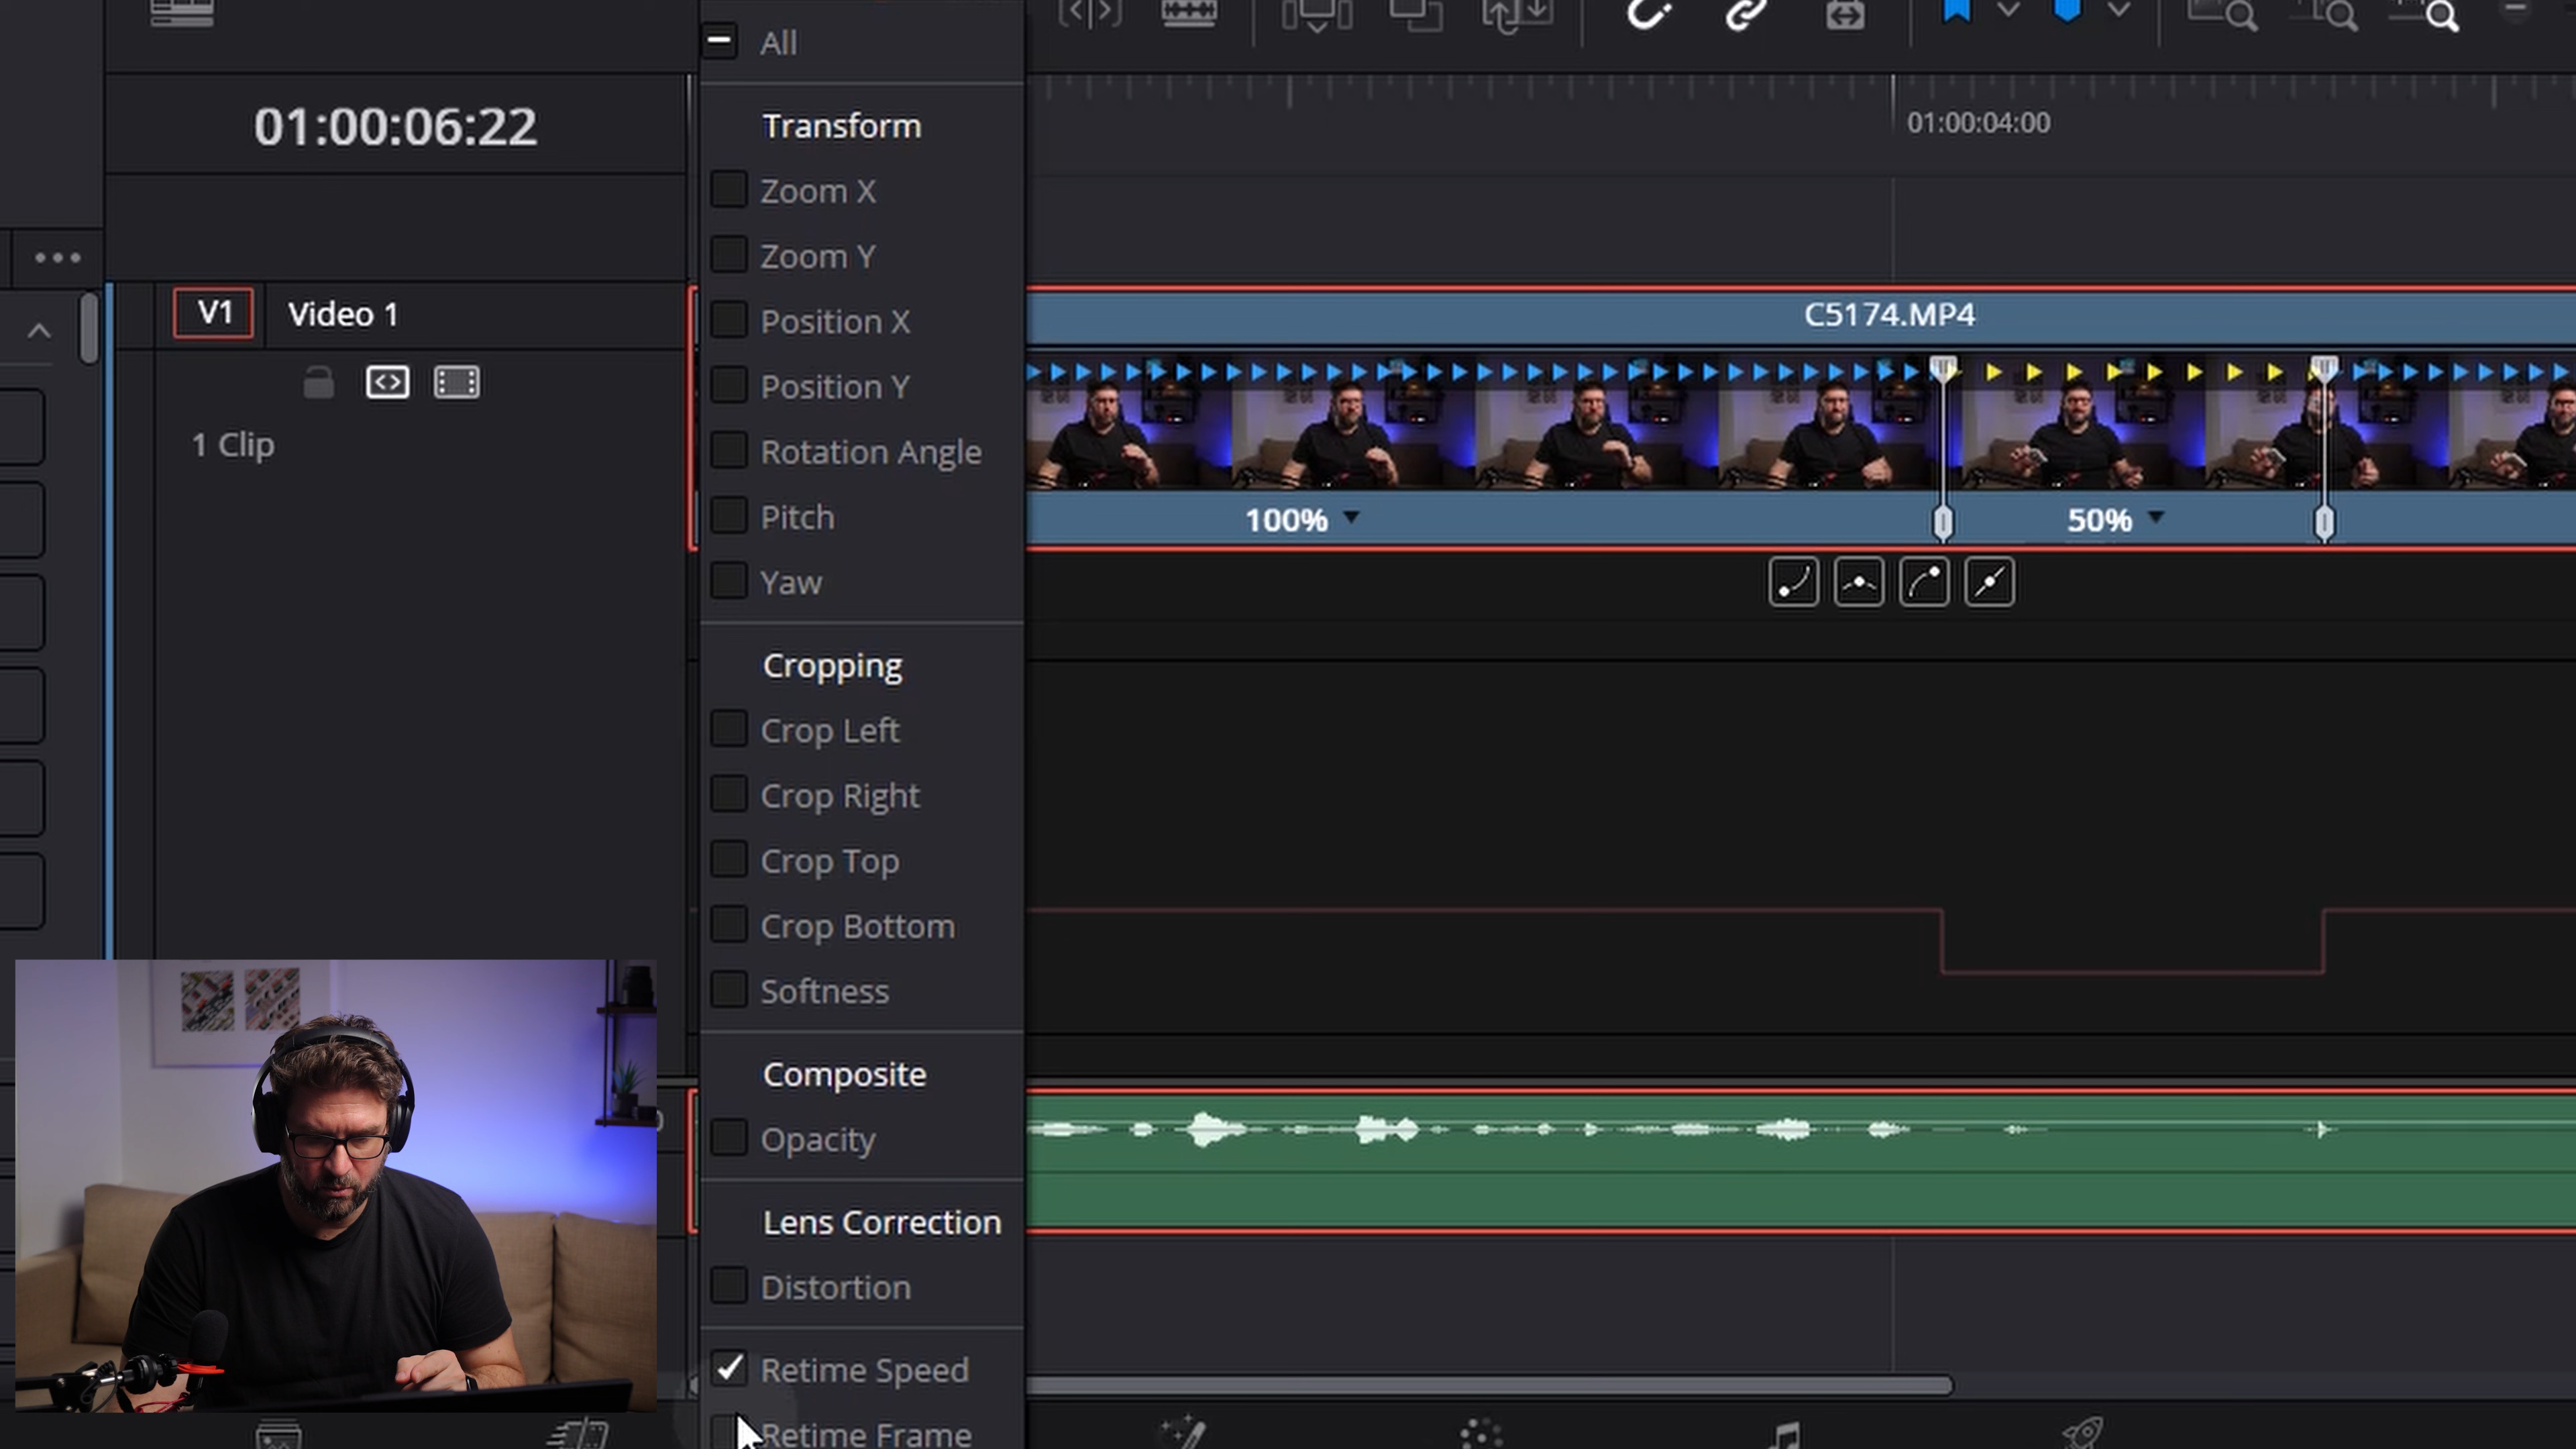 All
Transform
01:00:06:22
01:00:04:00
Zoom X
Zoom Y
V1
Video 1
C5174.MP4
Position X
Position Y
1 Clip
Rotation Angle
Pitch
100%
50%
Yaw
Cropping
Crop Left
Crop Right
Crop Top
Crop Bottom
Softness
Composite
Opacity
Lens Correction
Distortion
Retime Speed
Retime Frame